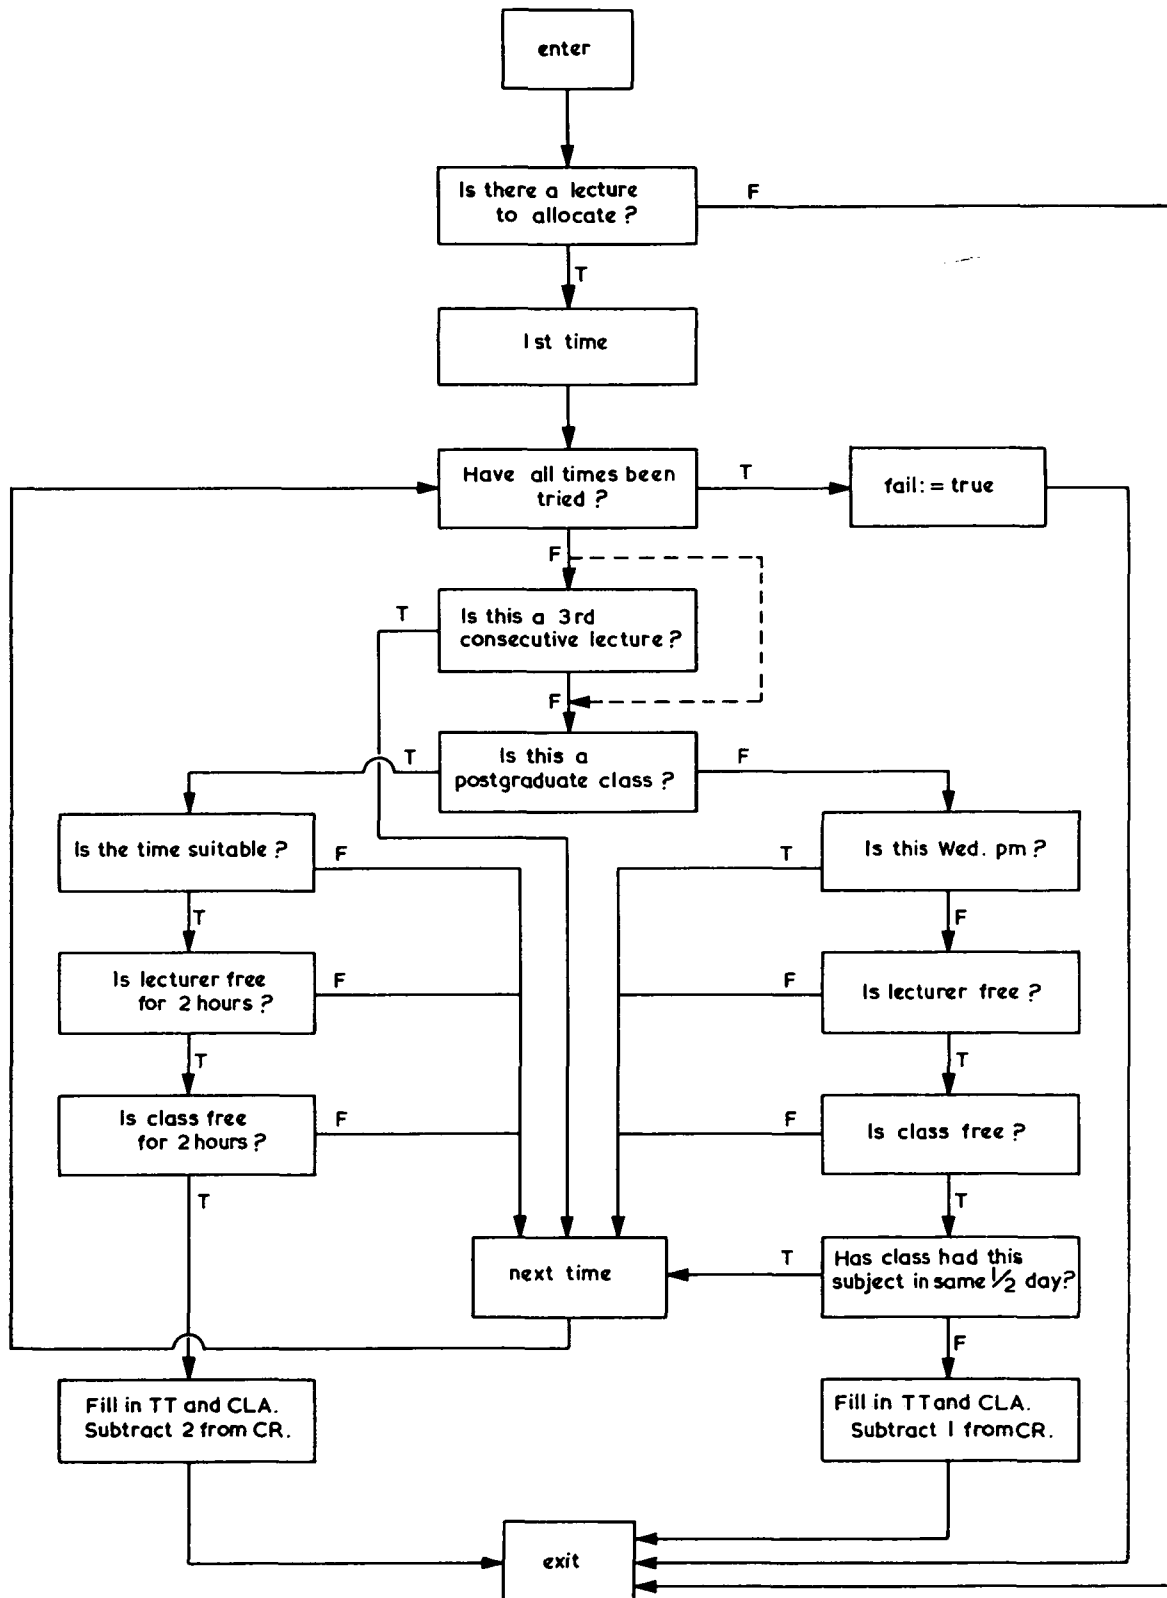 enter
Is there a lecture
to allocate ?
F
T
1st time
Have all times been
tried ?
T
fail: = true
F
Is this a 3rd
consecutive lecture ?
T
F
Is this a
postgraduate class ?
T
F
Is the time suitable ?
F
T
Is this Wed. pm ?
T
F
Is lecturer free
for 2 hours ?
F
T
Is lecturer free ?
F
T
Is class free
for 2 hours ?
F
T
Is class free ?
F
T
next time
Has class had this
subject in same 1/2 day?
T
F
Fill in TT and CLA.
Subtract 2 from CR.
Fill in TT and CLA.
Subtract 1 from CR.
exit